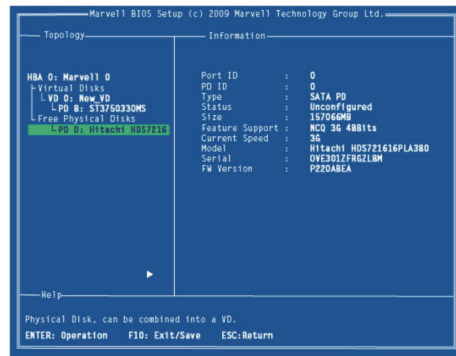 Marvell BIOS Setup (c) 2009 Marvell Technology Group Ltd.
Topology
Information
HBA 0: Marvell 0
Virtual Disks
VD 0: New_VD
PD 8: ST3750330MS
Free Physical Disks
PD 0: Hitachi HDS7216
Port ID : 0
PD ID : 0
Type : SATA PD
Status : Unconfigured
Size : 157066MB
Feature Support : NCQ 3G 48Bits
Current Speed : 3G
Model : Hitachi HDS721616PLA380
Serial : OVE301ZFRGZL8M
FW Version : P22OABEA
Help
Physical Disk, can be combined into a VD.
ENTER: Operation F10: Exit/Save ESC:Return